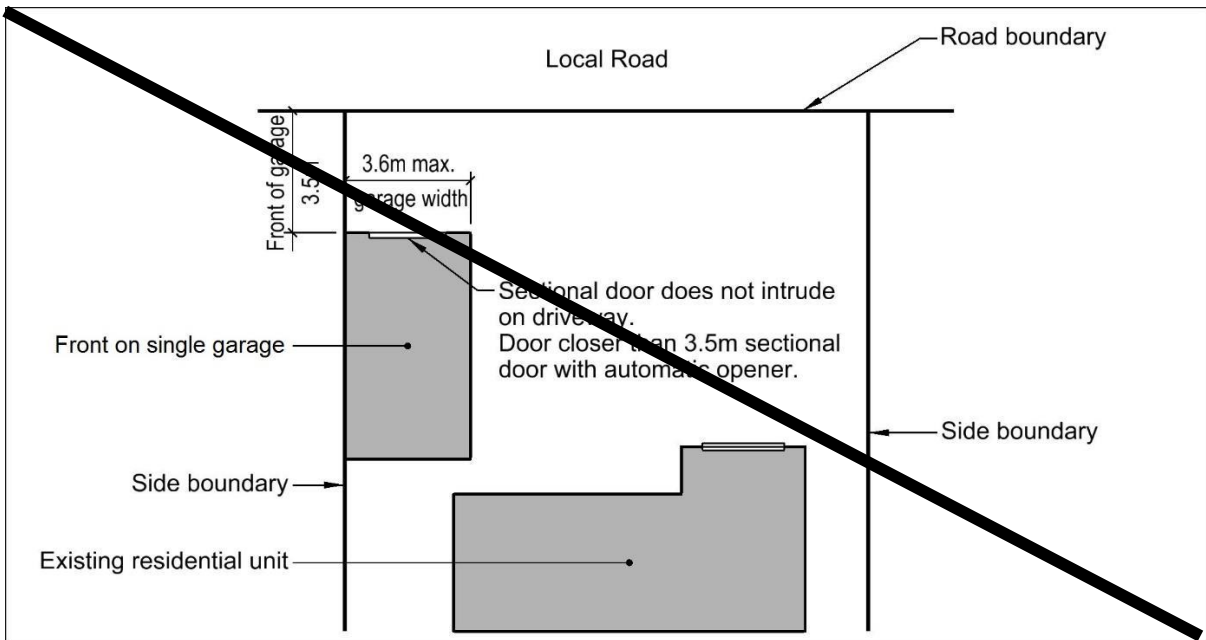 Road boundary
Local Road
Front of garage
3.5
3.6m max.
garage width
Sectional door does not intrude
on driveway.
Door closer than 3.5m sectional
door with automatic opener.
Front on single garage
Side boundary
Side boundary
Existing residential unit